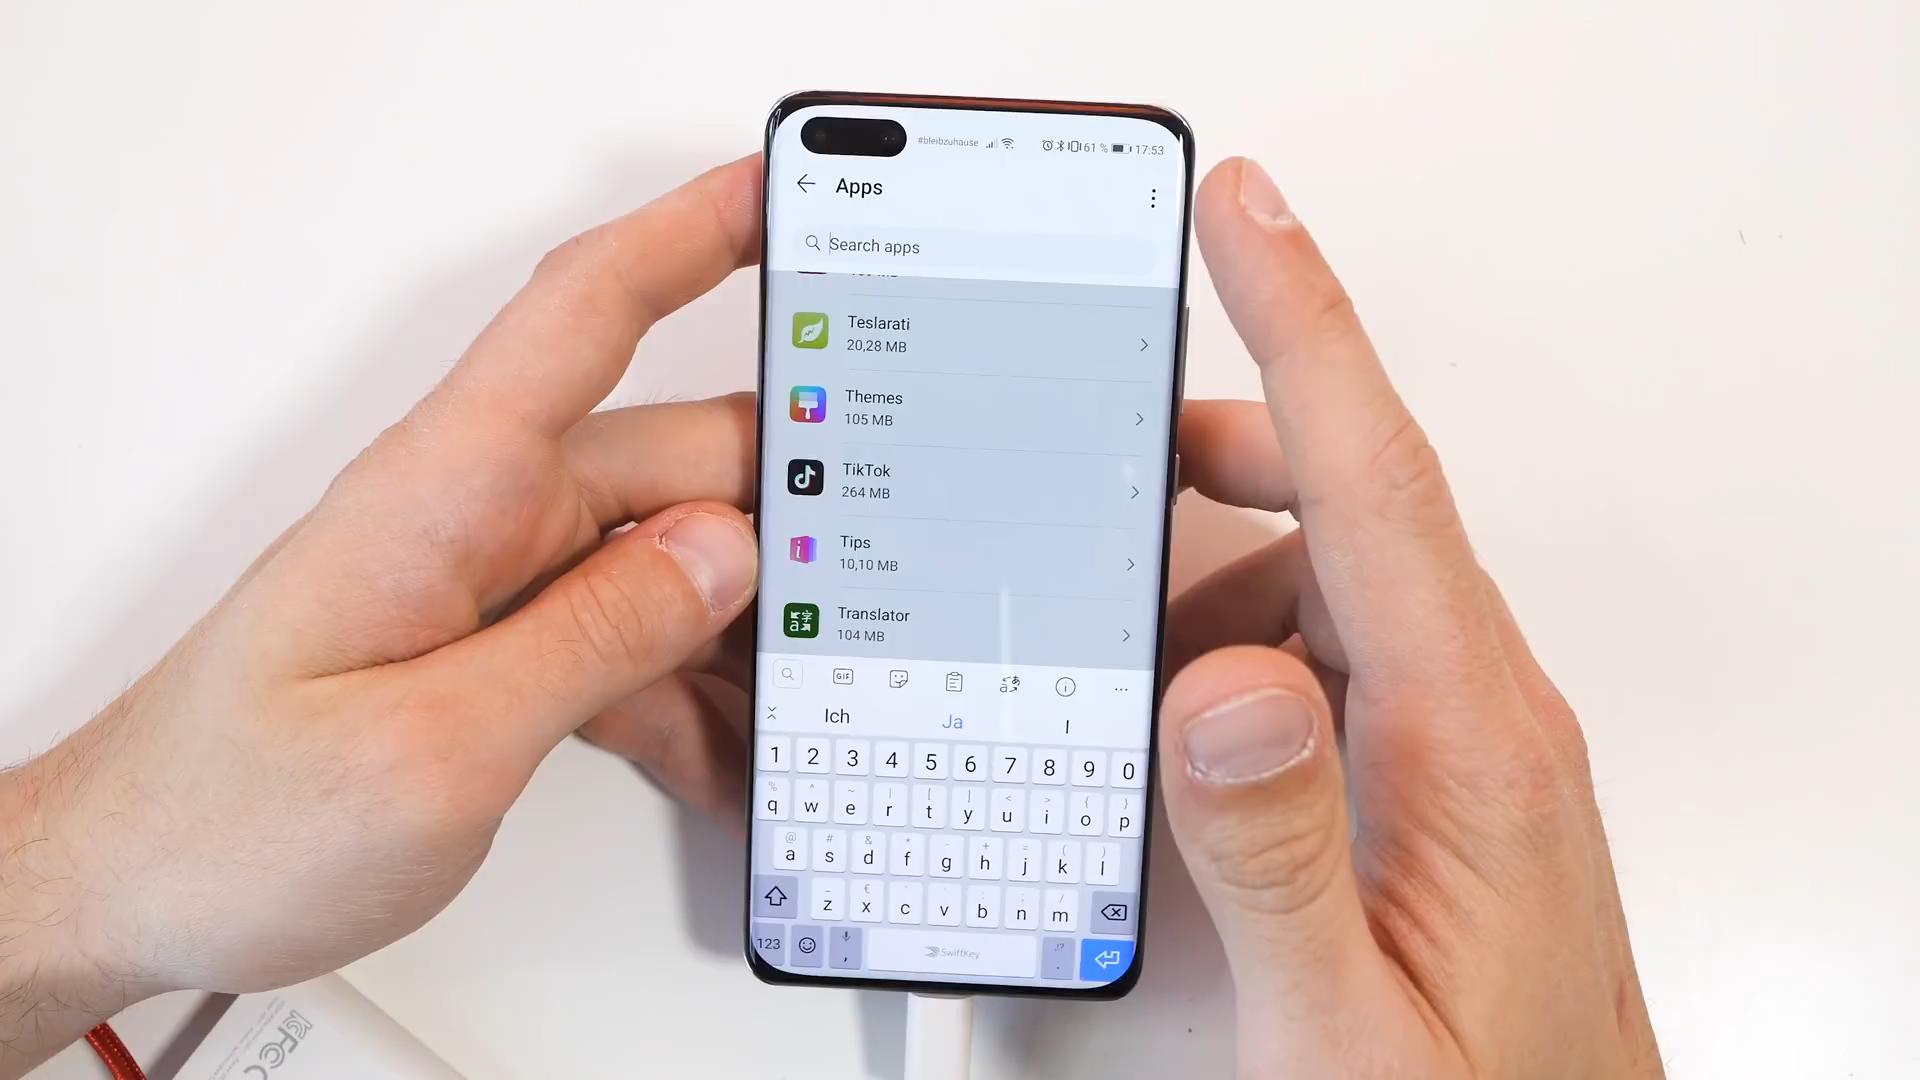 #bleibzuhause 61 % 17:53
Apps
Search apps
Teslarati
20,28 MB
Themes
105 MB
TikTok
264 MB
Tips
10,10 MB
Translator
104 MB
GIF
Ich Ja I
1 2 3 4 5 6 7 8 9 0
q w e r t y u i o p
a s d f g h j k l
z x c v b n m
123 , SwiftKey .
FC